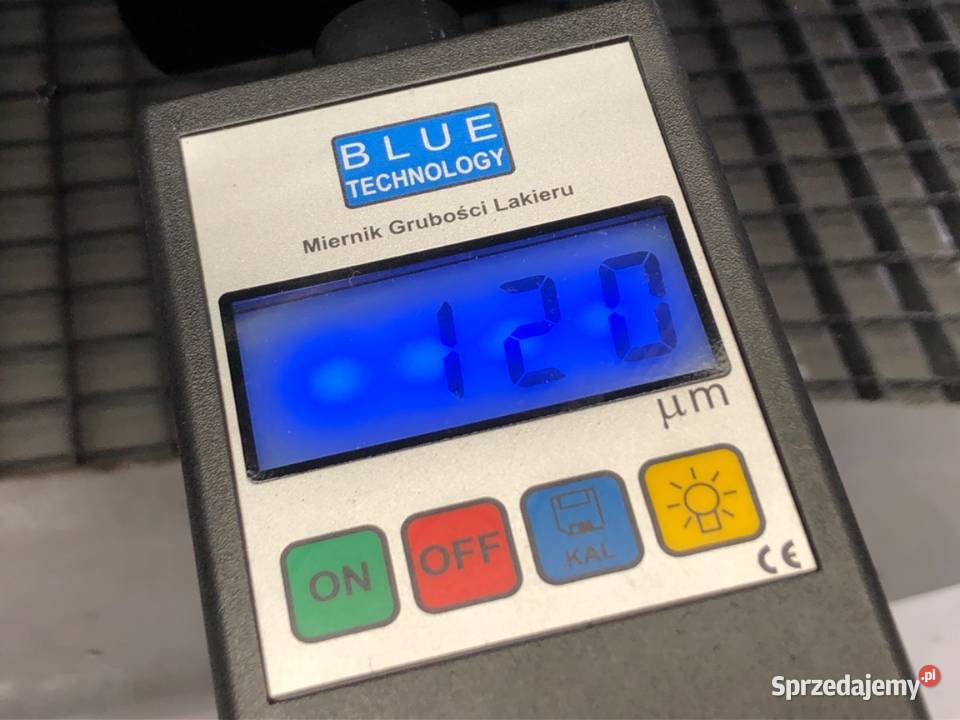 BLUE
TECHNOLOGY
Miernik Grubości Lakieru
120
μm
ON
OFF
KAL
CE
Sprzedajemy.pl